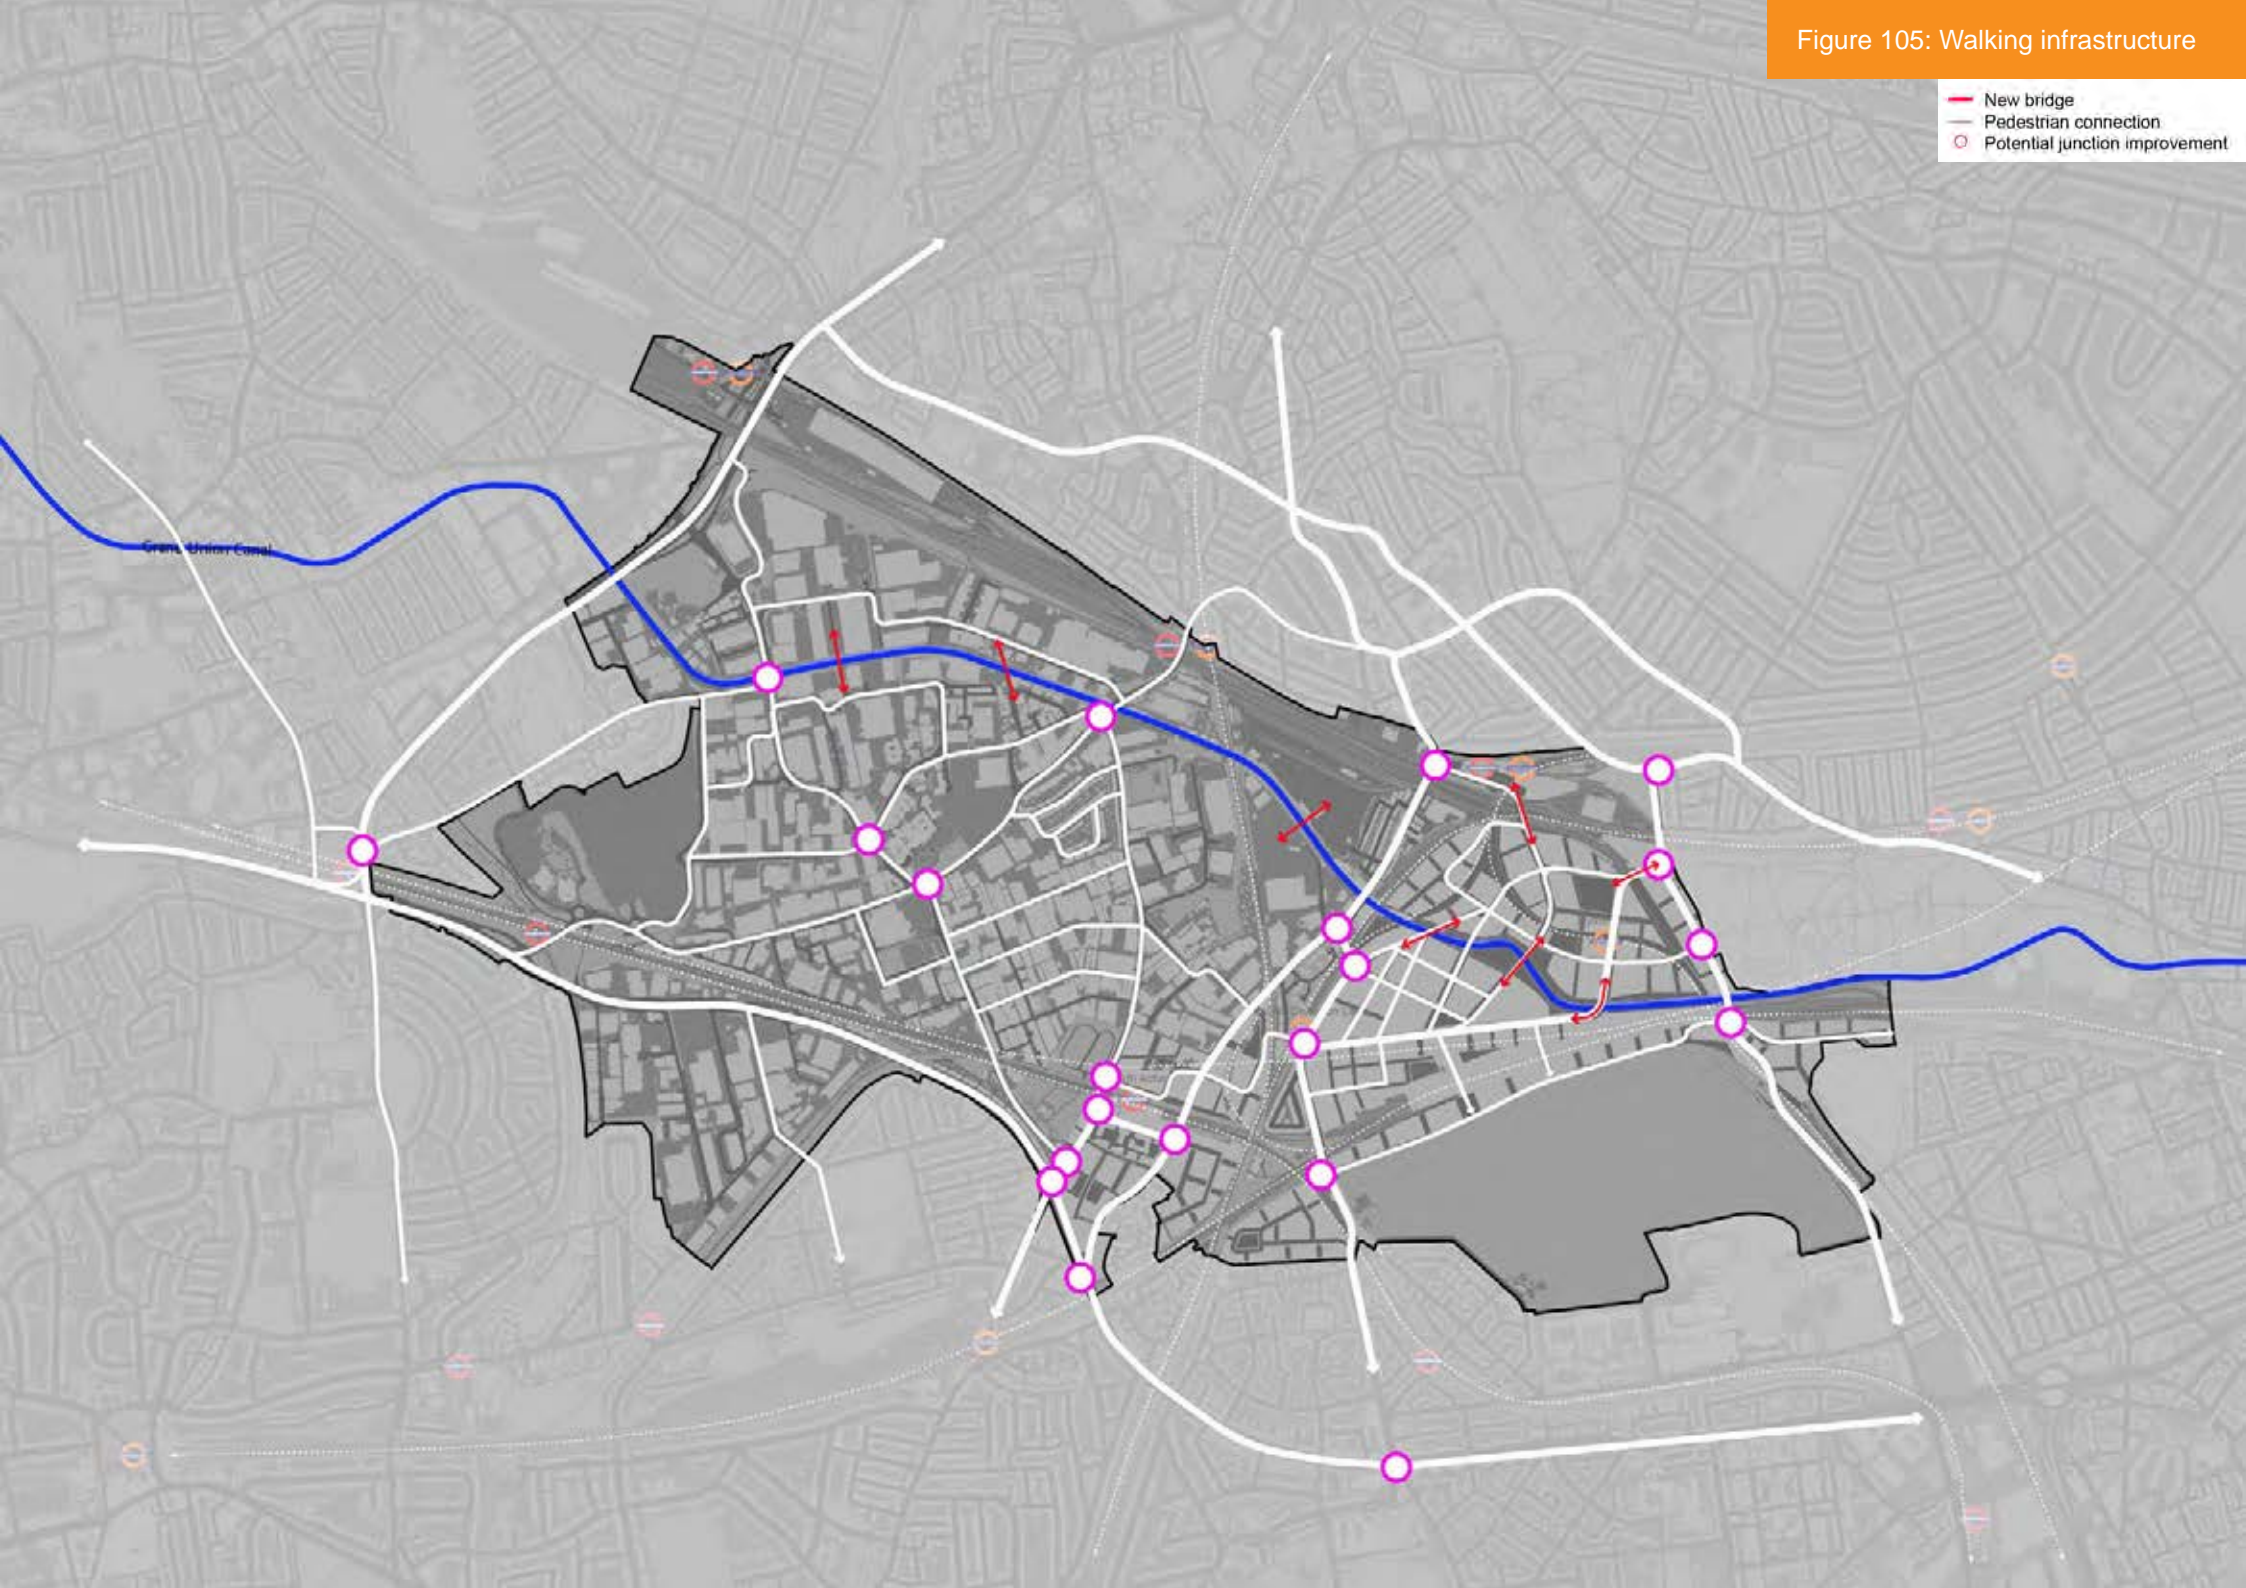 Figure 105: Walking infrastructure
New bridge
Pedestrian connection
Potential junction improvement
Grand Union Canal